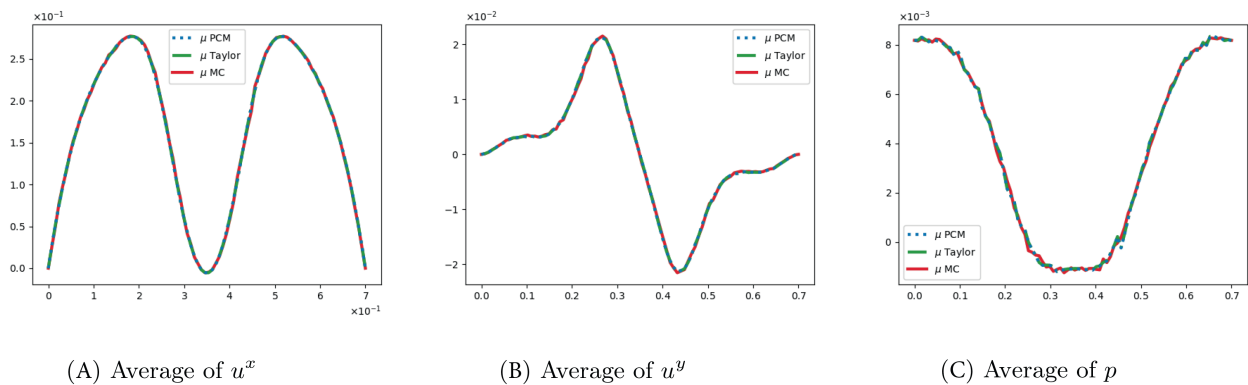 ×10⁻¹
2.5
2.0
1.5
1.0
0.5
0.0
0 1 2 3 4 5 6 7
×10⁻¹
μ PCM
μ Taylor
μ MC
(A) Average of uˣ
×10⁻²
2
1
0
−1
−2
0.0 0.1 0.2 0.3 0.4 0.5 0.6 0.7
μ PCM
μ Taylor
μ MC
(B) Average of uʸ
×10⁻³
8
6
4
2
0
0.0 0.1 0.2 0.3 0.4 0.5 0.6 0.7
μ PCM
μ Taylor
μ MC
(C) Average of p